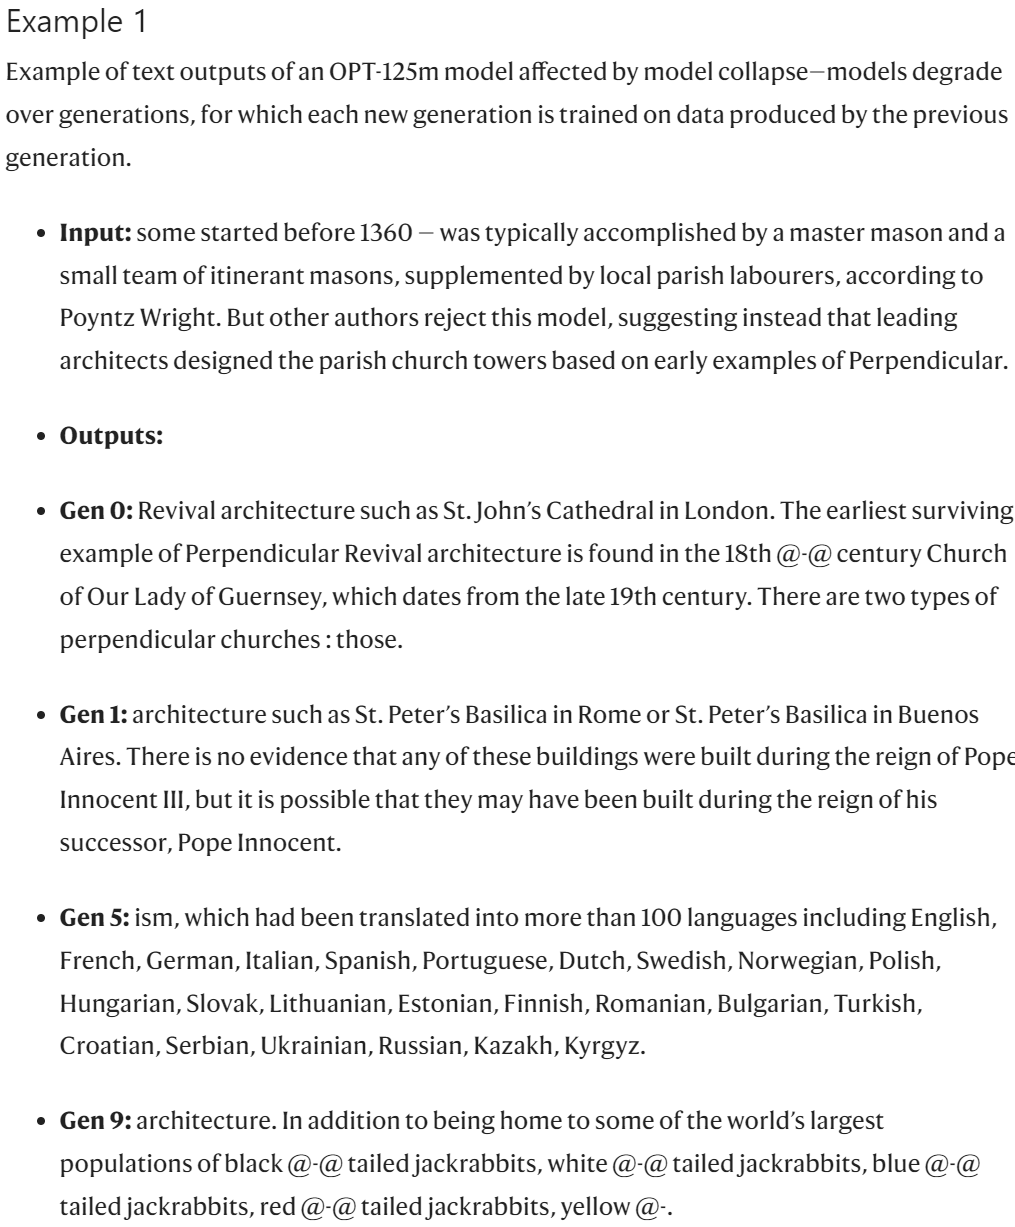 Example 1
Example of text outputs of an OPT-125m model affected by model collapse—models degrade
over generations, for which each new generation is trained on data produced by the previous
generation.
• Input: some started before 1360 — was typically accomplished by a master mason and a
small team of itinerant masons, supplemented by local parish labourers, according to
Poyntz Wright. But other authors reject this model, suggesting instead that leading
architects designed the parish church towers based on early examples of Perpendicular.
• Outputs:
• Gen 0: Revival architecture such as St. John's Cathedral in London. The earliest surviving
example of Perpendicular Revival architecture is found in the 18th @-@ century Church
of Our Lady of Guernsey, which dates from the late 19th century. There are two types of
perpendicular churches : those.
• Gen 1: architecture such as St. Peter's Basilica in Rome or St. Peter's Basilica in Buenos
Aires. There is no evidence that any of these buildings were built during the reign of Pope
Innocent III, but it is possible that they may have been built during the reign of his
successor, Pope Innocent.
• Gen 5: ism, which had been translated into more than 100 languages including English,
French, German, Italian, Spanish, Portuguese, Dutch, Swedish, Norwegian, Polish,
Hungarian, Slovak, Lithuanian, Estonian, Finnish, Romanian, Bulgarian, Turkish,
Croatian, Serbian, Ukrainian, Russian, Kazakh, Kyrgyz.
• Gen 9: architecture. In addition to being home to some of the world's largest
populations of black @-@ tailed jackrabbits, white @-@ tailed jackrabbits, blue @-@
tailed jackrabbits, red @-@ tailed jackrabbits, yellow @-.